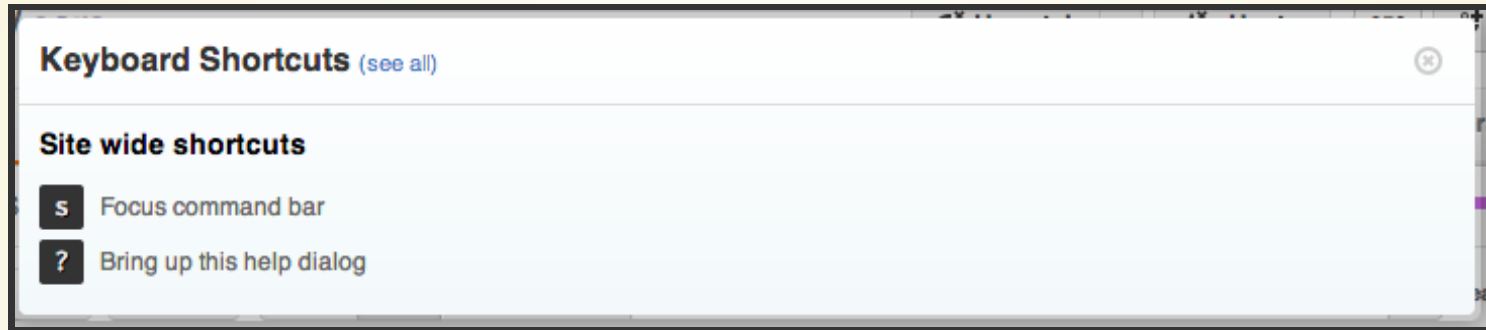 Keyboard Shortcuts (see all)
Site wide shortcuts
s Focus command bar
? Bring up this help dialog